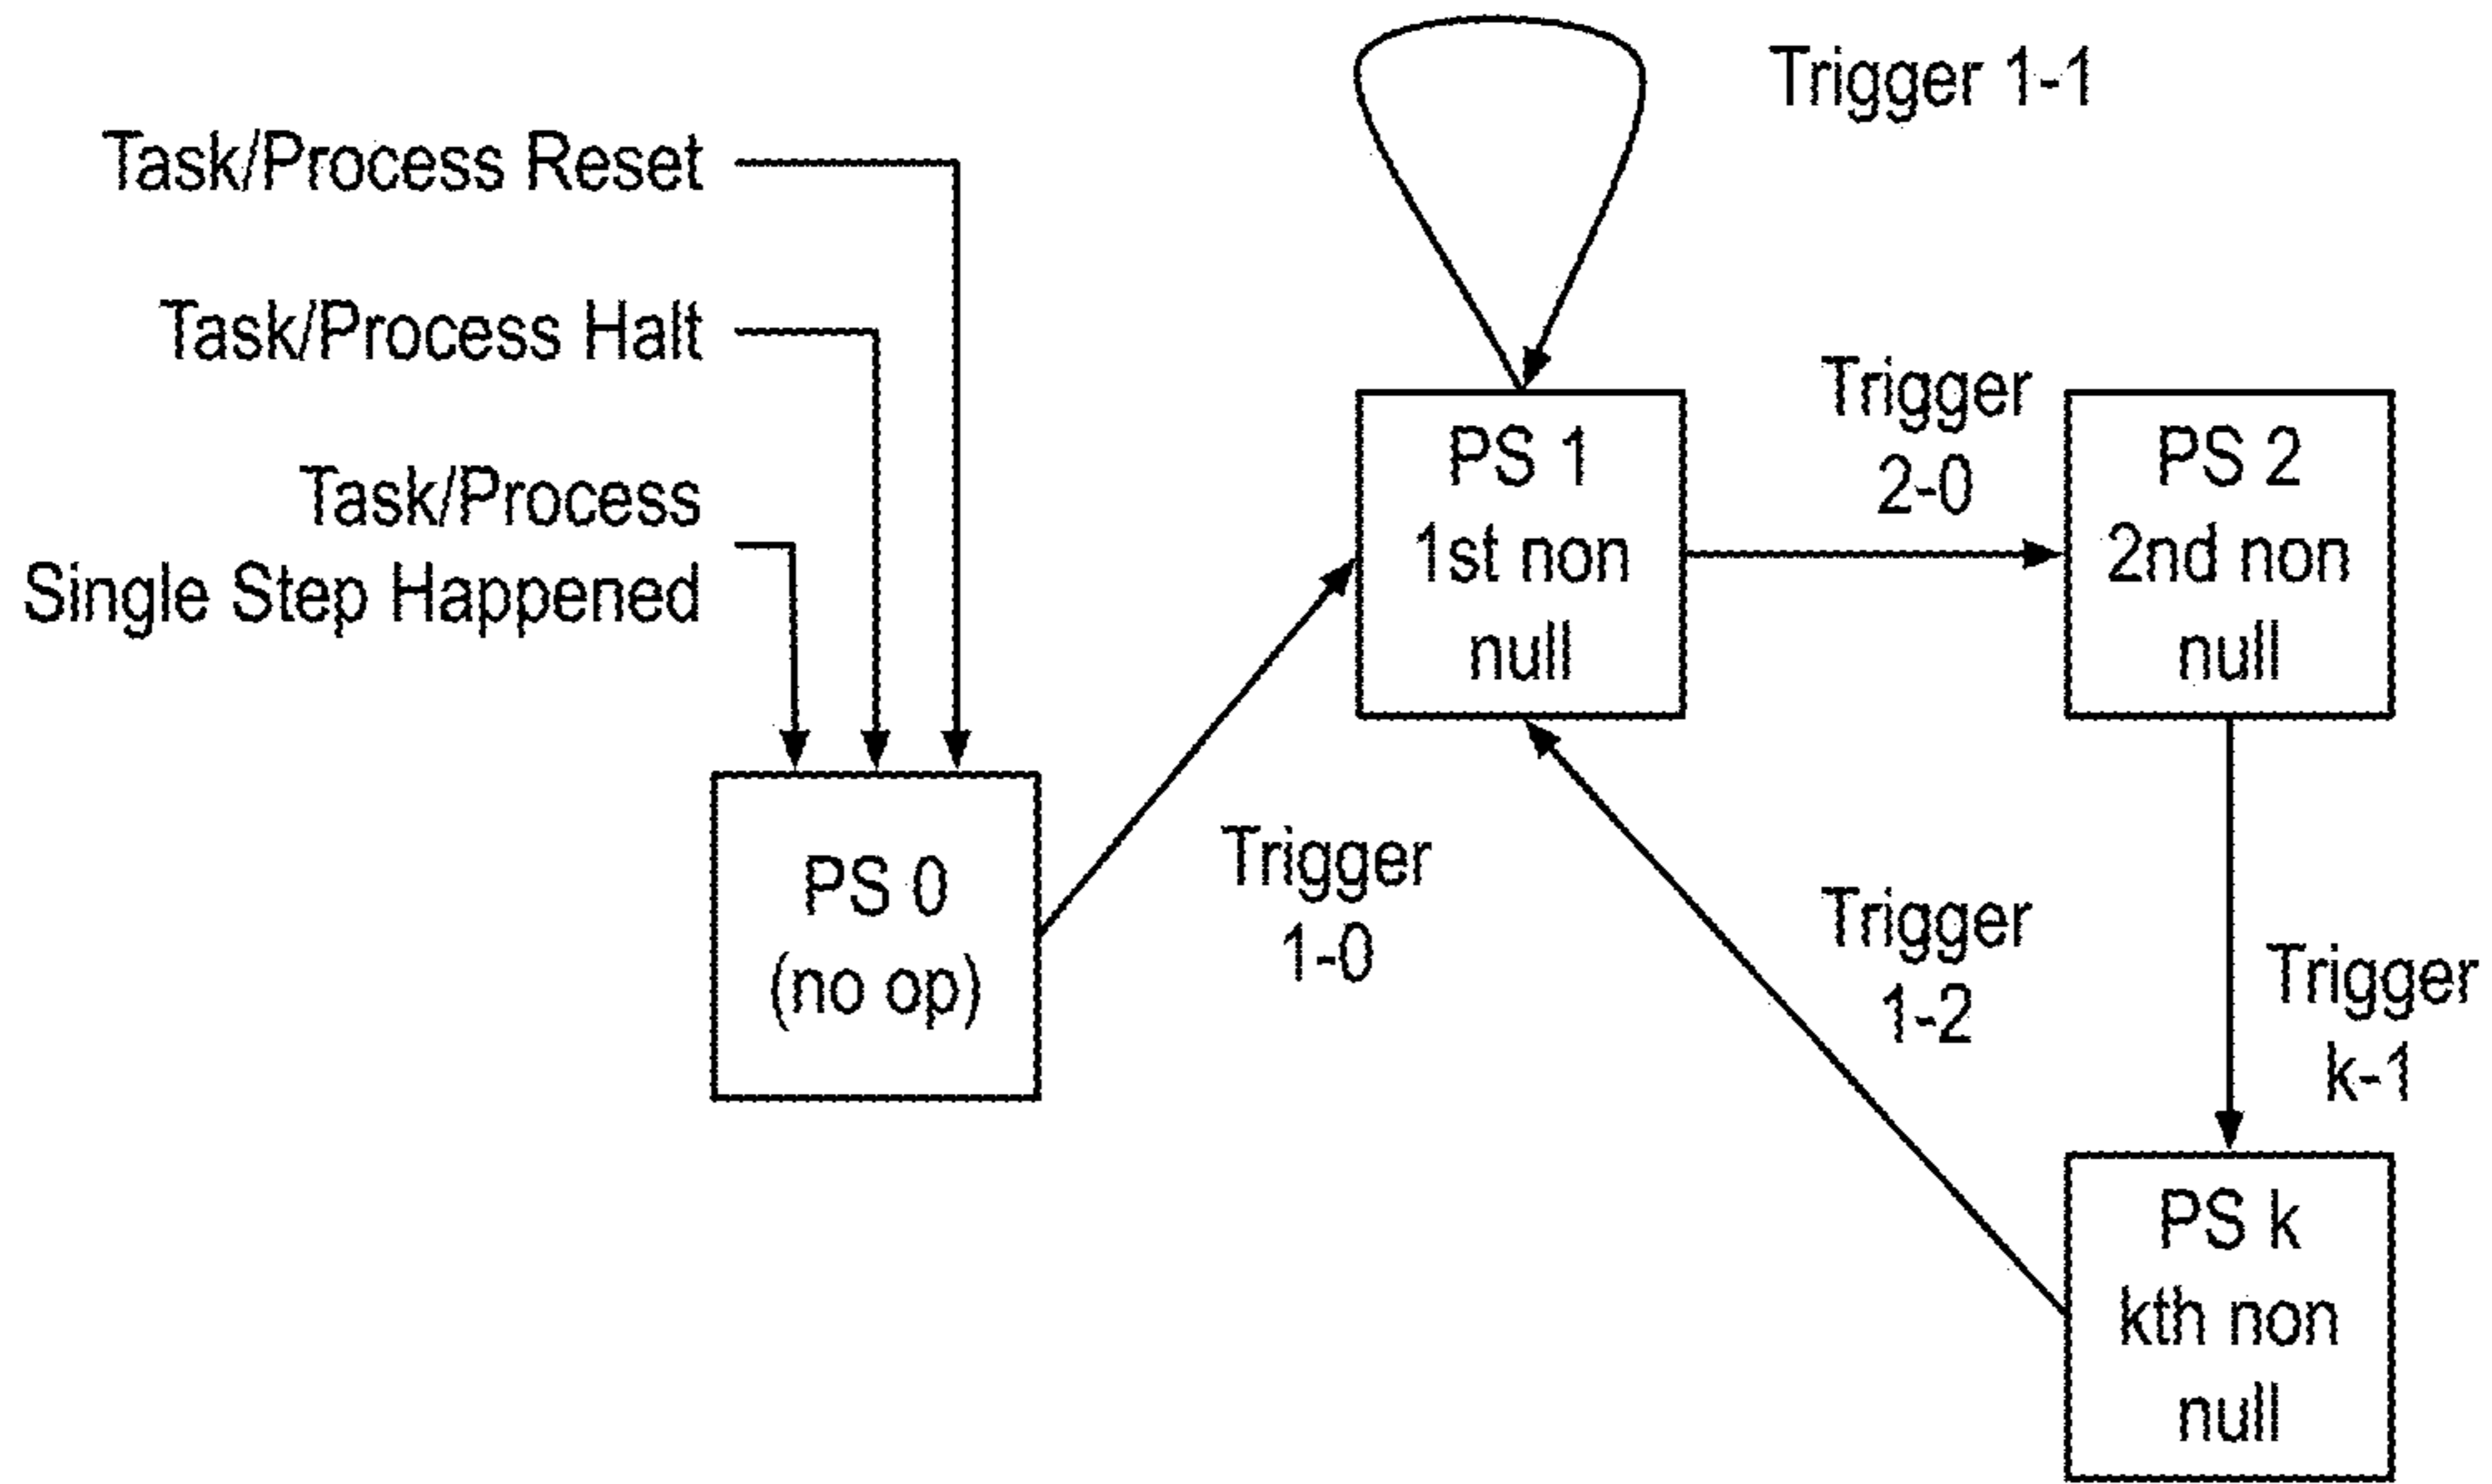 Trigger 1-1
Task/Process Reset
Task/Process Halt
Task/Process
Single Step Happened
PS 0
(no op)
Trigger
1-0
PS 1
1st non
null
Trigger
2-0
PS 2
2nd non
null
Trigger
1-2
Trigger
k-1
PS k
kth non
null